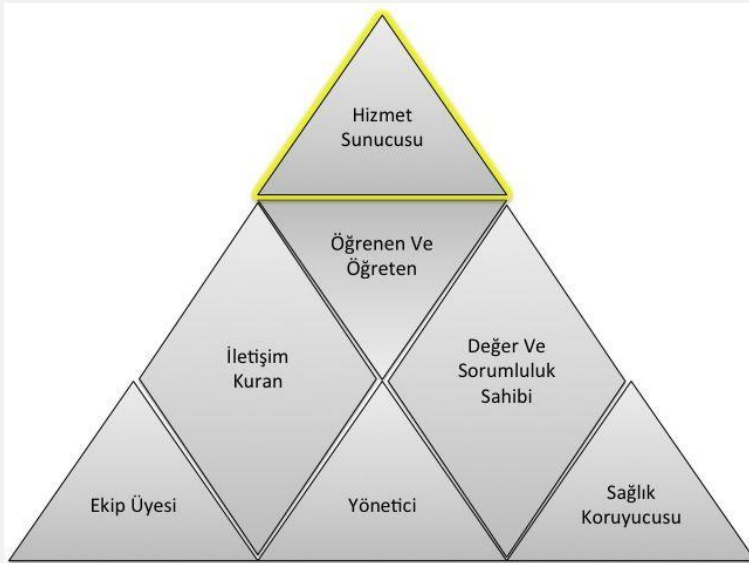 Hizmet
Sunucusu
Öğrenen Ve
Öğreten
İletişim
Kuran
Değer Ve
Sorumluluk
Sahibi
Ekip Üyesi
Yönetici
Sağlık
Koruyucusu